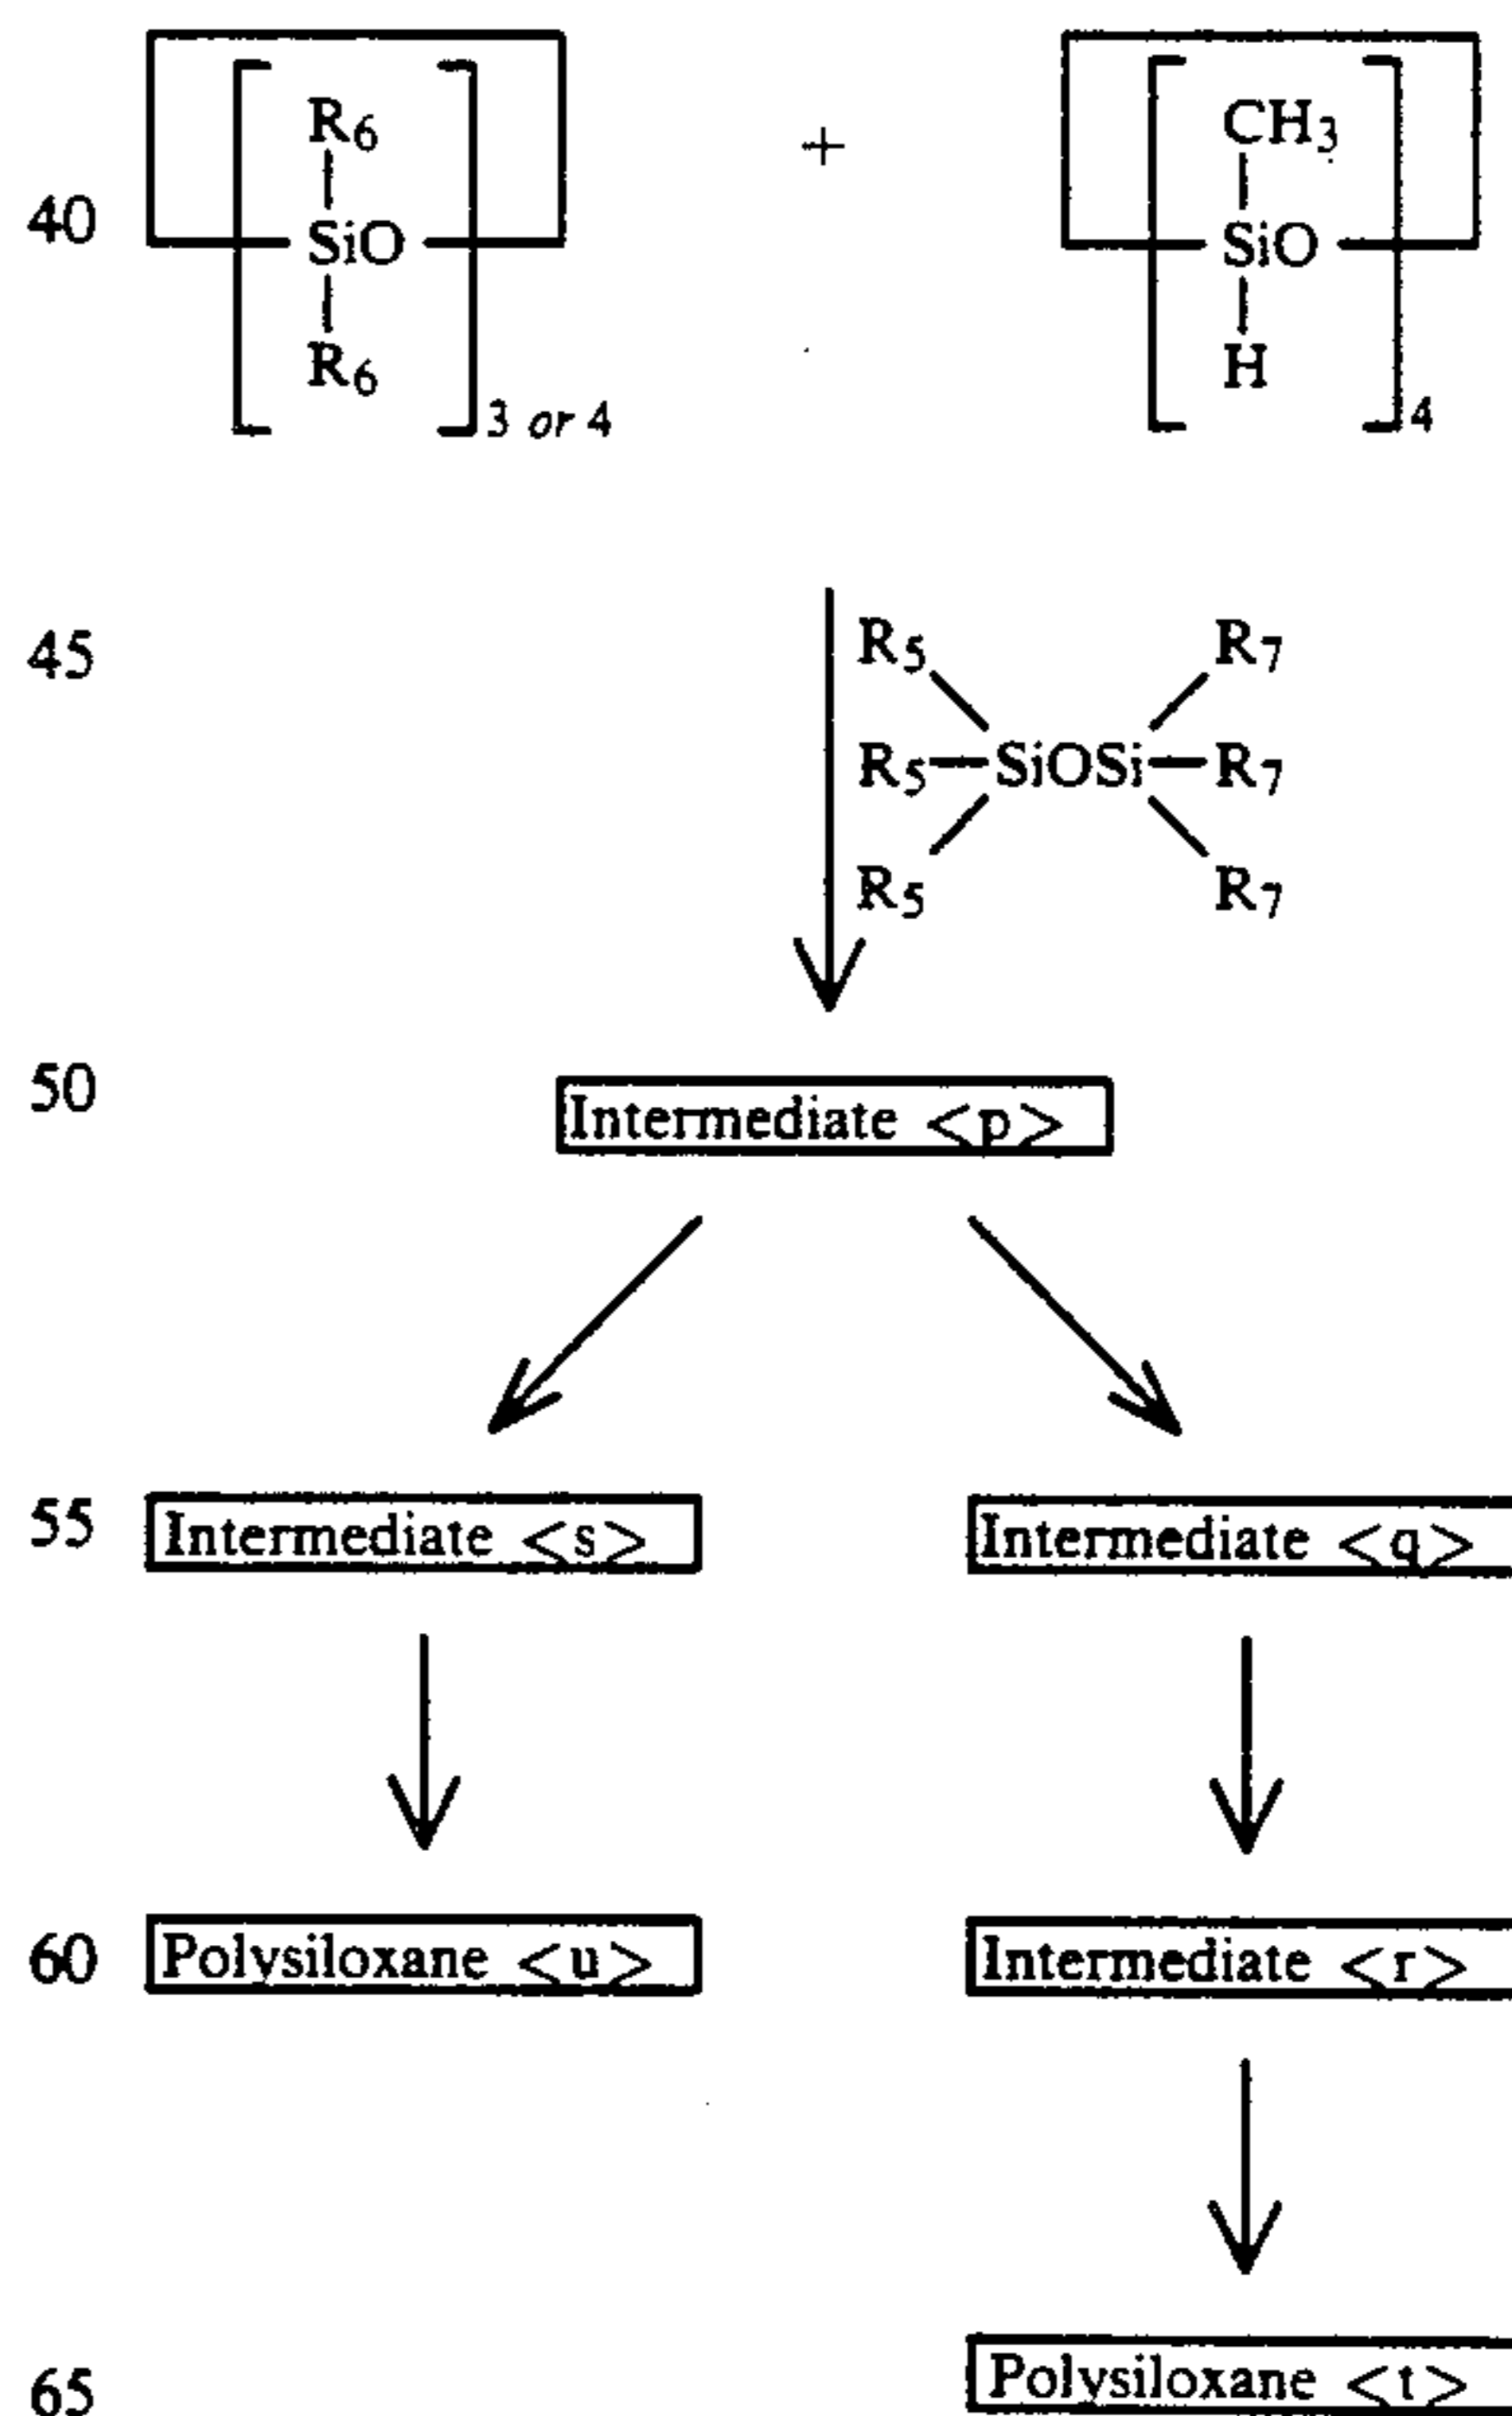 R6 CH3
40 SiO + SiO
R6 H
3 or 4 4
45 R5 R7
R5 SiOSi R7
R5 R7
50 Intermediate <p>
55 Intermediate <s> Intermediate <q>
60 Polysiloxane <u> Intermediate <r>
65 Polysiloxane <t>